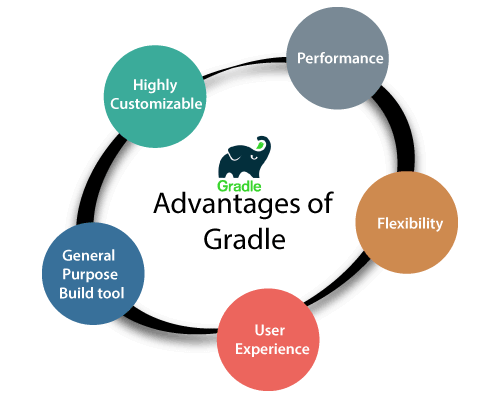 Performance
Highly
Customizable
Gradle
Advantages of
Gradle
Flexibility
General
Purpose
Build tool
User
Experience